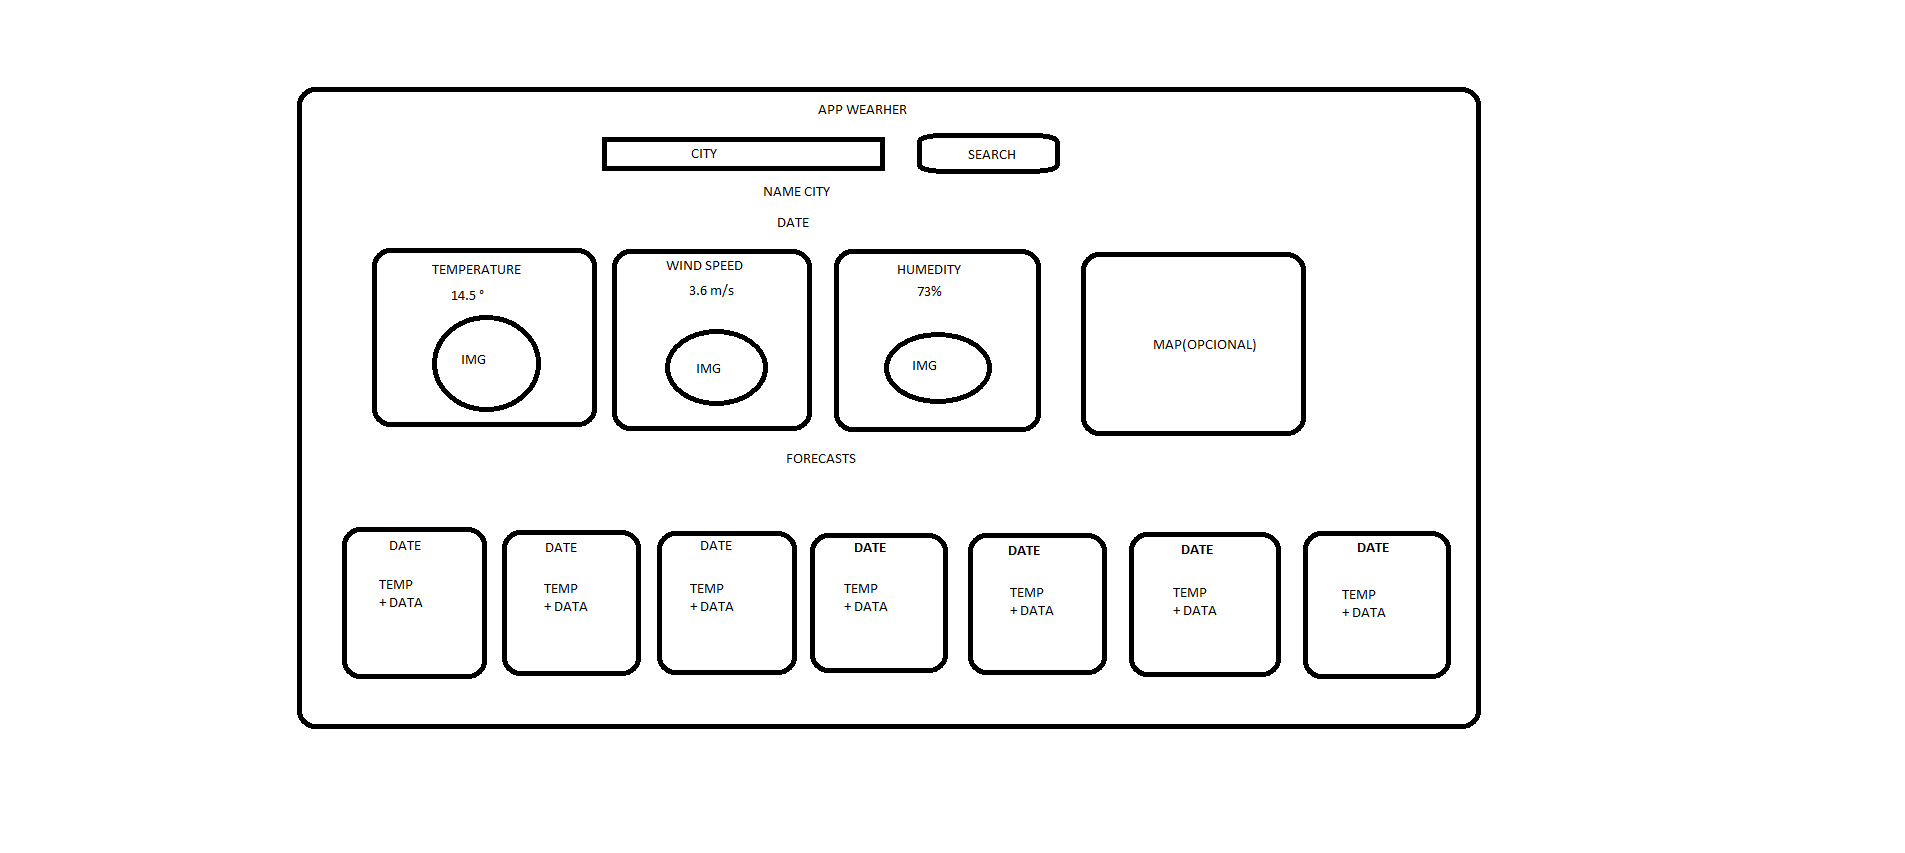 APP WEARHER
CITY
SEARCH
NAME CITY
DATE
TEMPERATURE
14.5 °
IMG
WIND SPEED
3.6 m/s
IMG
HUMEDITY
73%
IMG
MAP(OPCIONAL)
FORECASTS
DATE
TEMP
+ DATA
DATE
TEMP
+ DATA
DATE
TEMP
+ DATA
DATE
TEMP
+ DATA
DATE
TEMP
+ DATA
DATE
TEMP
+ DATA
DATE
TEMP
+ DATA